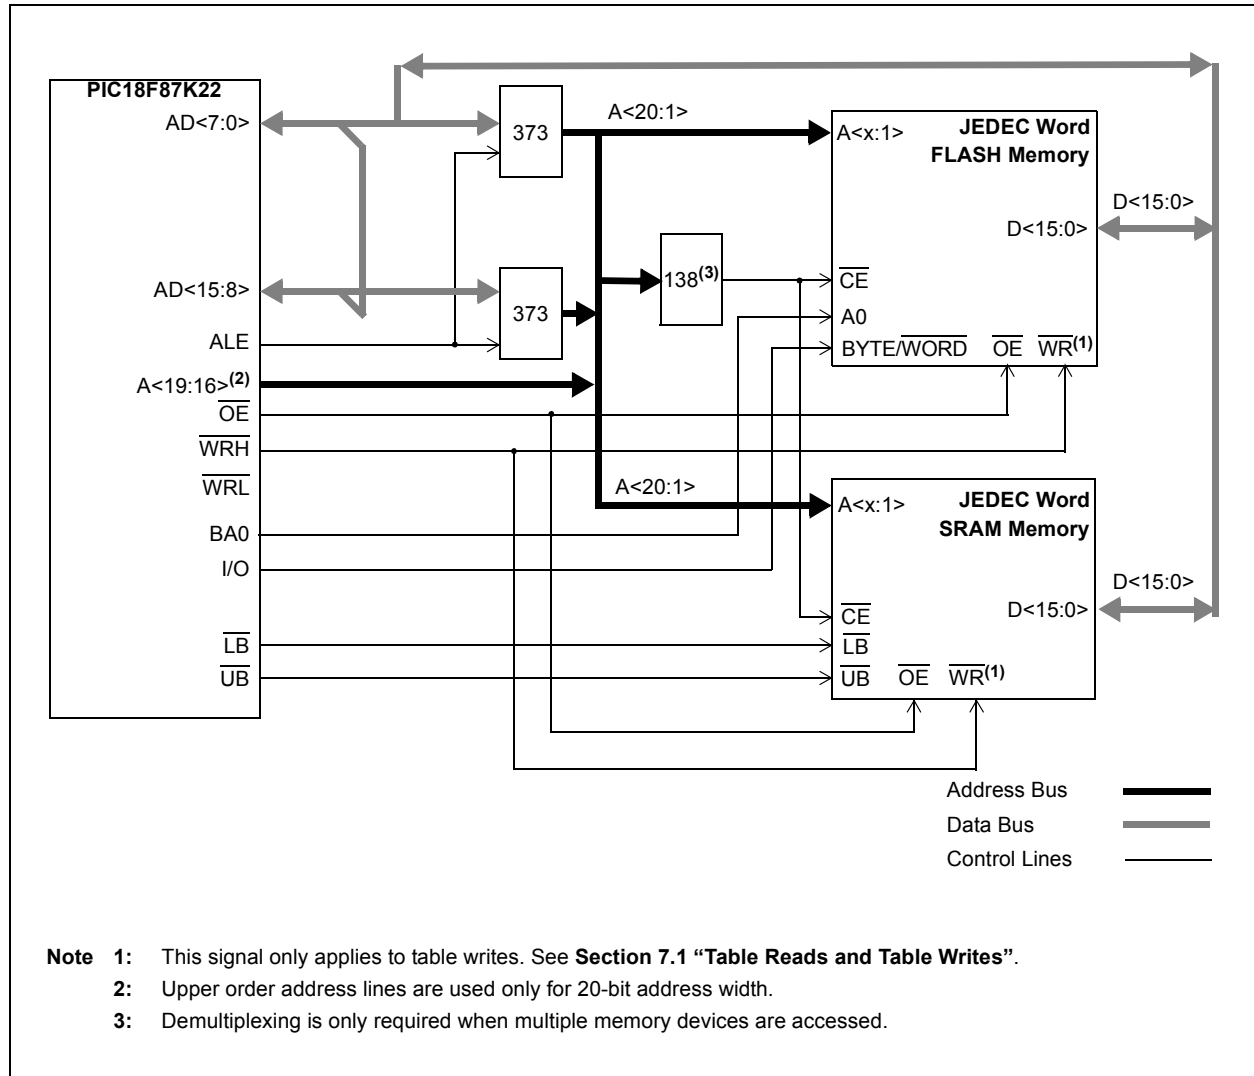 PIC18F87K22
AD<7:0>
373
A<20:1>
A<x:1>
JEDEC Word
FLASH Memory
D<15:0>
D<15:0>
138(3)
AD<15:8>
373
CE
A0
ALE
BYTE/WORD OE WR(1)
A<19:16>(2)
OE
WRH
WRL
A<20:1>
A<x:1>
JEDEC Word
SRAM Memory
BA0
I/O
D<15:0>
D<15:0>
CE
LB
LB
UB
UB OE WR(1)
Address Bus
Data Bus
Control Lines
Note 1: This signal only applies to table writes. See Section 7.1 “Table Reads and Table Writes”.
2: Upper order address lines are used only for 20-bit address width.
3: Demultiplexing is only required when multiple memory devices are accessed.